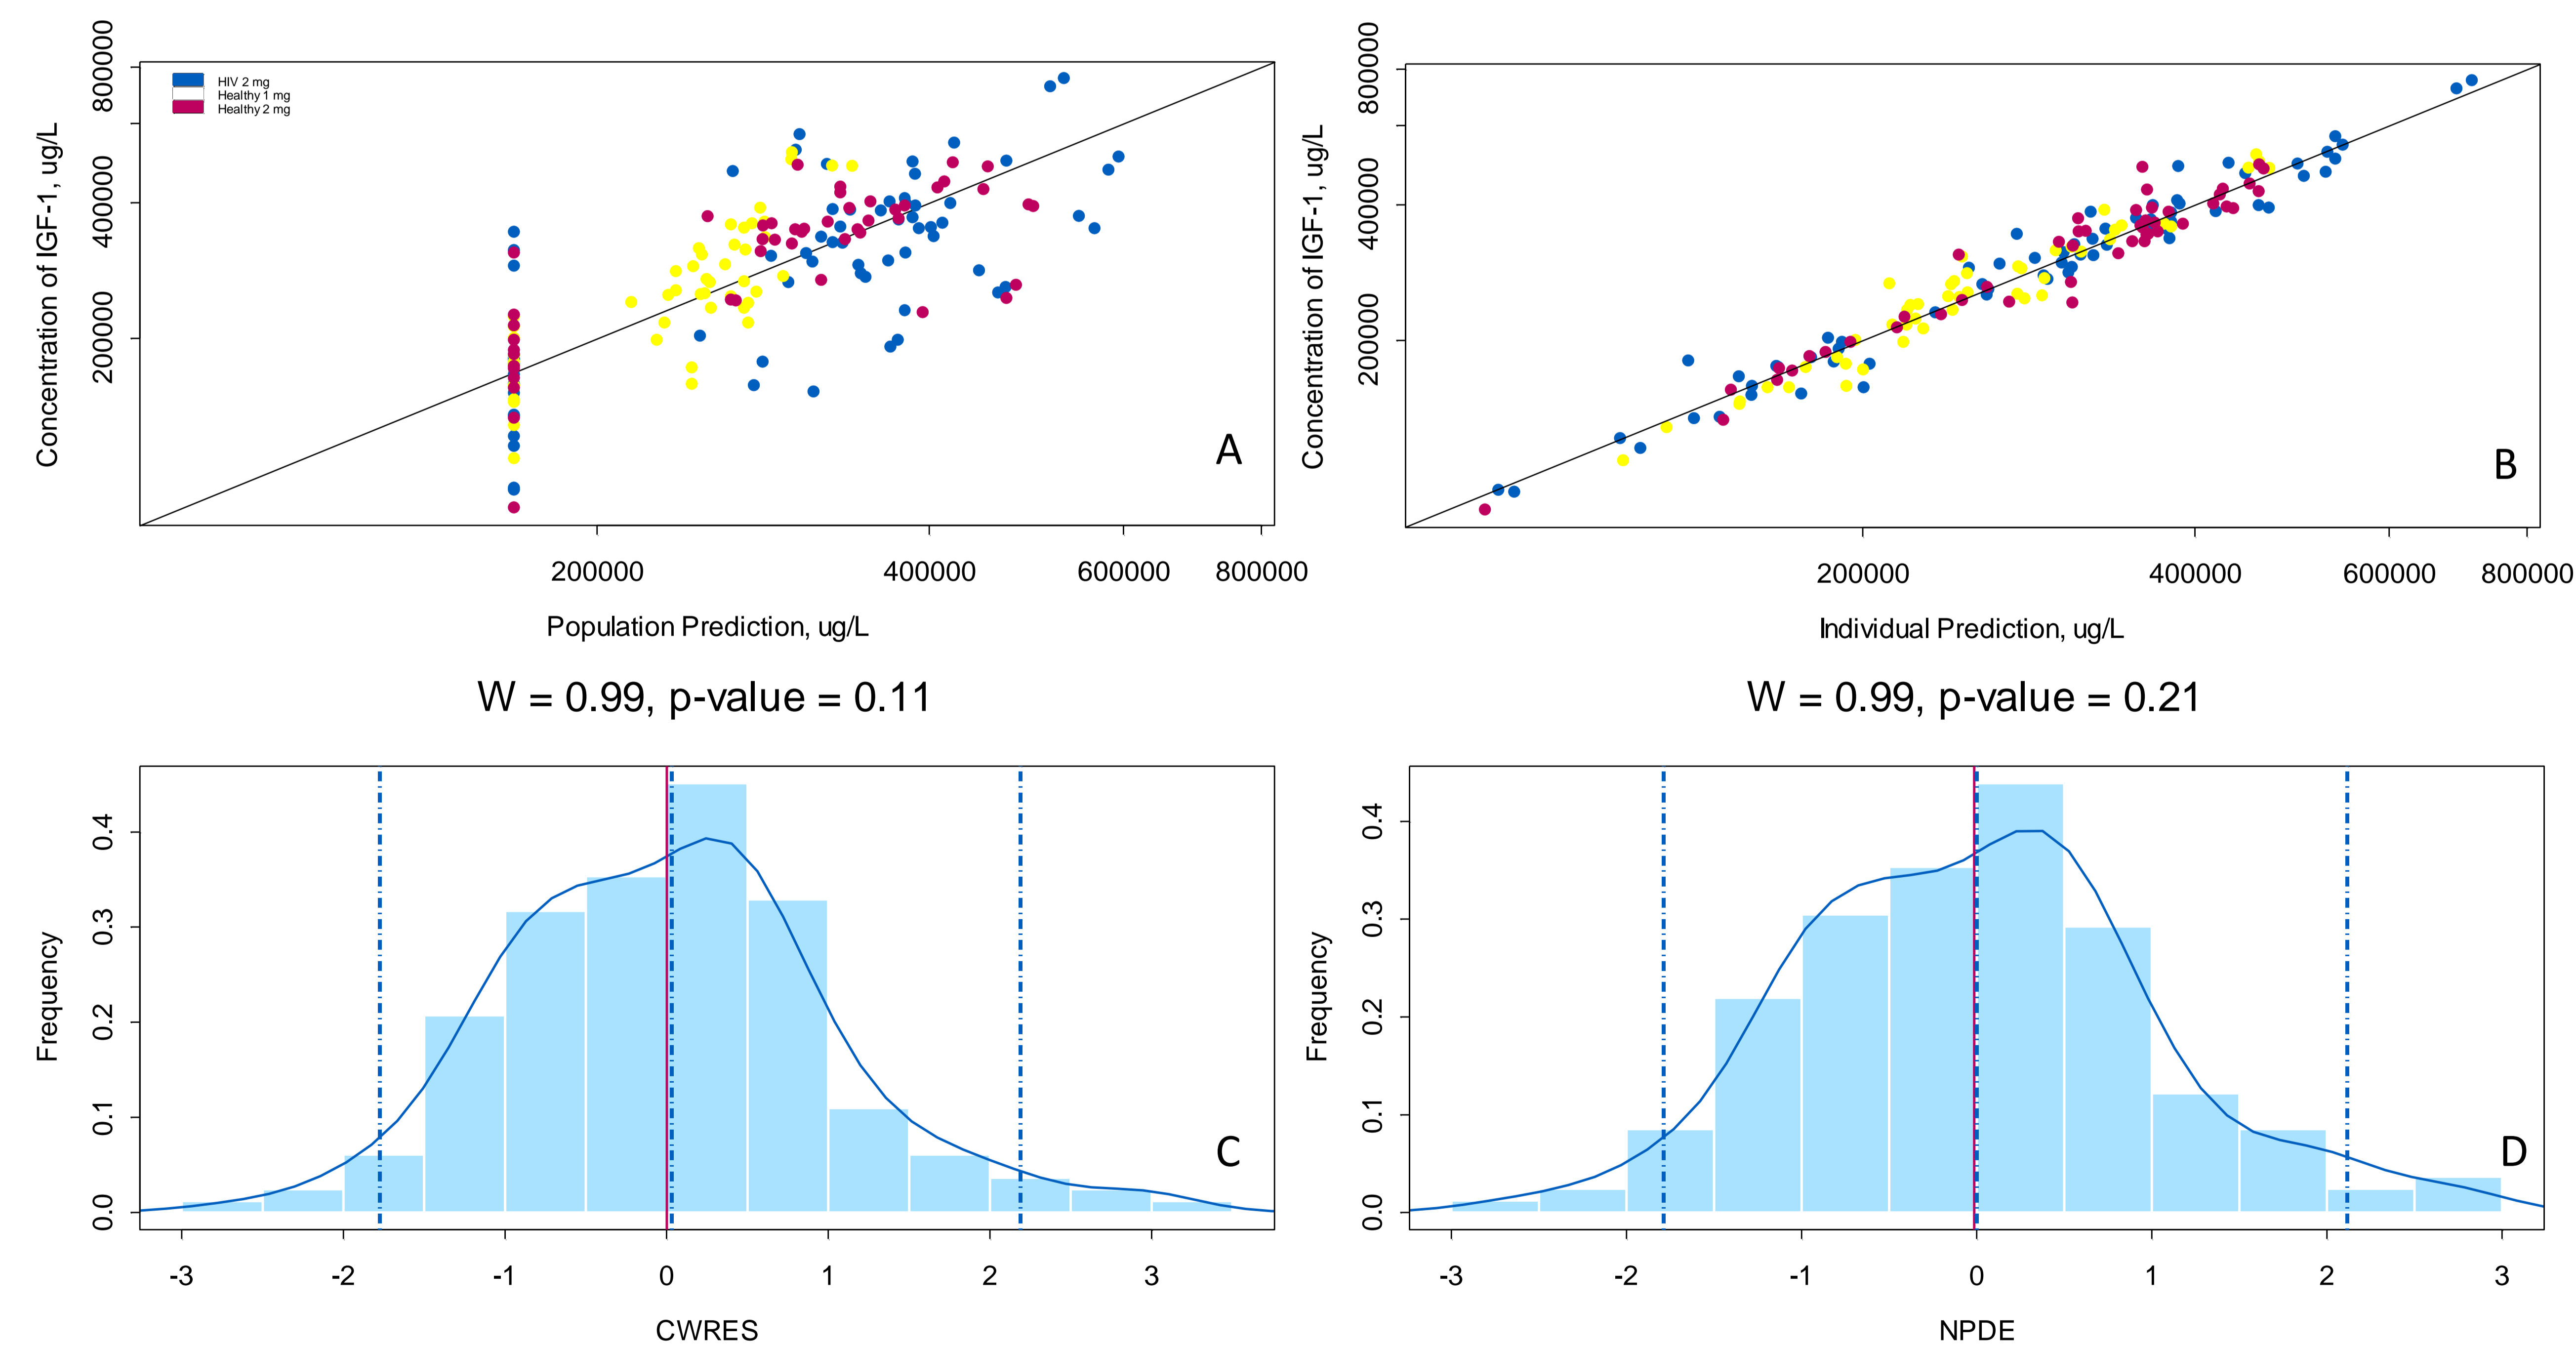 HIV 2 mg
Healthy 1 mg
Healthy 2 mg
Concentration of IGF-1, ug/L
200000
400000
800000
A
200000
400000
600000
800000
Population Prediction, ug/L
Concentration of IGF-1, ug/L
200000
400000
800000
B
200000
400000
600000
800000
Individual Prediction, ug/L
W = 0.99, p-value = 0.11
W = 0.99, p-value = 0.21
Frequency
0.0
0.1
0.2
0.3
0.4
C
-3
-2
-1
0
1
2
3
CWRES
Frequency
0.0
0.1
0.2
0.3
0.4
D
-3
-2
-1
0
1
2
3
NPDE